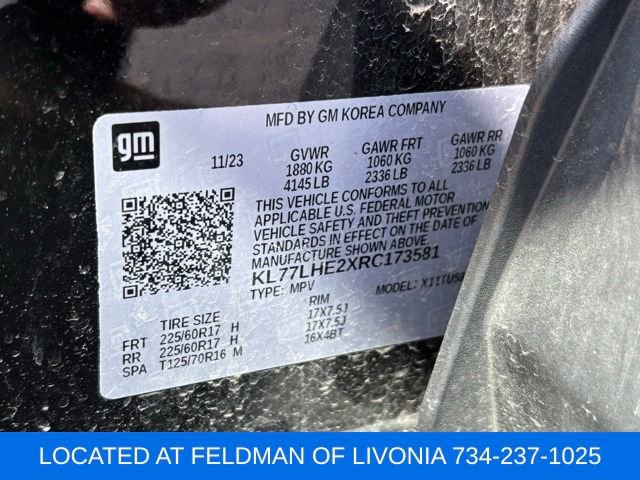 gm
MFD BY GM KOREA COMPANY
11/23 GVWR GAWR FRT GAWR RR
1880 KG 1060 KG 1060 KG
4145 LB 2336 LB 2336 LB
THIS VEHICLE CONFORMS TO ALL
APPLICABLE U.S. FEDERAL MOTOR
VEHICLE SAFETY AND THEFT PREVENTION
STANDARDS IN EFFECT ON THE DATE OF
MANUFACTURE SHOWN ABOVE.
KL77LHE2XRC173581
TYPE: MPV MODEL:
TIRE SIZE RIM
FRT 225/60R17 H 17X7.5J
RR 225/60R17 H 17X7.5J
SPA T125/70R16 M 16X4BT
LOCATED AT FELDMAN OF LIVONIA 734-237-1025